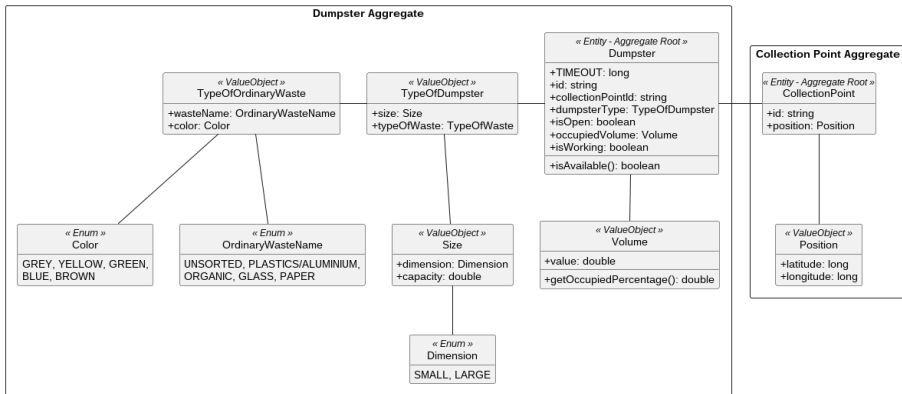 Dumpster Aggregate
« Entity - Aggregate Root »
Dumpster
+TIMEOUT: long
+id: string
+collectionPointId: string
+dumpsterType: TypeOfDumpster
+isOpen: boolean
+occupiedVolume: Volume
+isWorking: boolean
+isAvailable(): boolean
« ValueObject »
TypeOfOrdinaryWaste
+wasteName: OrdinaryWasteName
+color: Color
« ValueObject »
TypeOfDumpster
+size: Size
+typeOfWaste: TypeOfWaste
Collection Point Aggregate
« Entity - Aggregate Root »
CollectionPoint
+id: string
+position: Position
« Enum »
Color
GREY, YELLOW, GREEN,
BLUE, BROWN
« Enum »
OrdinaryWasteName
UNSORTED, PLASTICS/ALUMINIUM,
ORGANIC, GLASS, PAPER
« ValueObject »
Size
+dimension: Dimension
+capacity: double
« ValueObject »
Volume
+value: double
+getOccupiedPercentage(): double
« ValueObject »
Position
+latitude: long
+longitude: long
« Enum »
Dimension
SMALL, LARGE